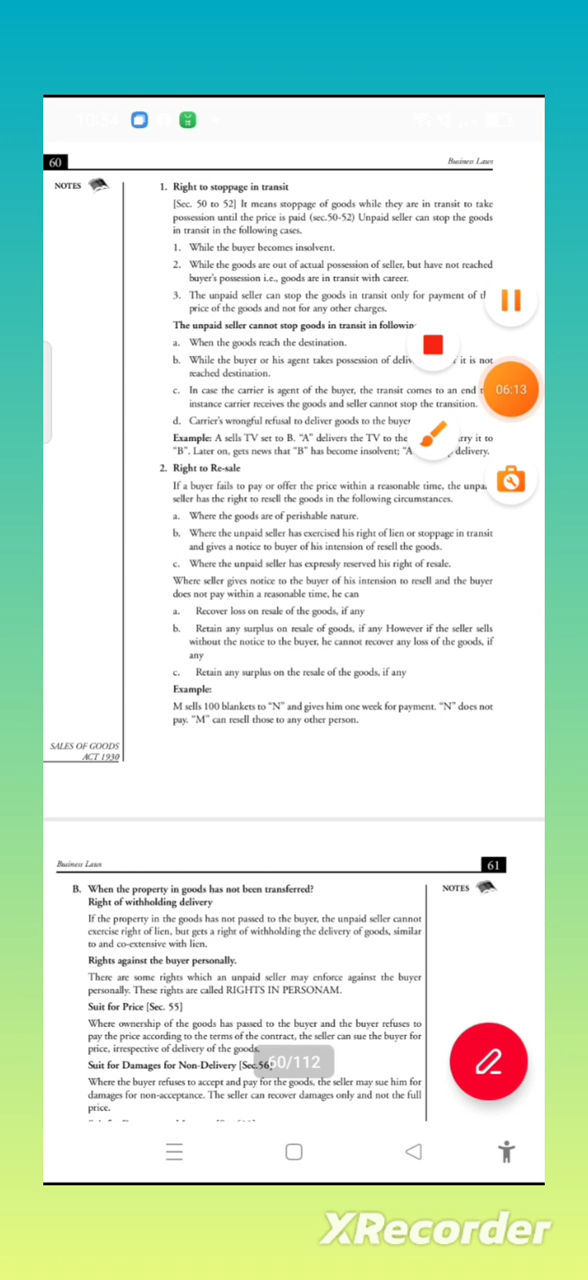 10:34
60
Business Laws
NOTES
1. Right to stoppage in transit
[Sec. 50 to 52] It means stoppage of goods while they are in transit to take
possession until the price is paid (sec.50-52) Unpaid seller can stop the goods
in transit in the following cases.
1. While the buyer becomes insolvent.
2. While the goods are out of actual possession of seller, but have not reached
buyer's possession i.e., goods are in transit with career.
3. The unpaid seller can stop the goods in transit only for payment of
price of the goods and not for any other charges.
The unpaid seller cannot stop goods in transit in
a. When the goods reach the destination.
b. While the buyer or his agent takes possession of it is not
reached destination.
c. In case the carrier is agent of the buyer, the transit comes to an end
instance carrier receives the goods and seller cannot stop the transition.
06:13
d. Carrier's wrongful refusal to deliver goods to the
Example: A sells TV set to B. "A" delivers the TV to the it to
"B". Later on, gets news that "B" has become insolvent; delivery.
2. Right to Re-sale
If a buyer fails to pay or offer the price within a reasonable time, the
seller has the right to resell the goods in the following circumstances.
a. Where the goods are of perishable nature.
b. Where the unpaid seller has exercised his right of lien or stoppage in transit
and gives a notice to buyer of his intension of resell the goods.
c. Where the unpaid seller has expressly reserved his right of resale.
Where seller gives notice to the buyer of his intension to resell and the buyer
does not pay within a reasonable time, he can
a. Recover loss on resale of the goods, if any
b. Retain any surplus on resale of goods, if any However if the seller sells
without the notice to the buyer, he cannot recover any loss of the goods, if
any
c. Retain any surplus on the resale of the goods, if any
Example:
M sells 100 blankets to "N" and gives him one week for payment. "N" does not
pay. "M" can resell those to any other person.
SALES OF GOODS
ACT 1930
Business Laws
61
NOTES
B. When the property in goods has not been transferred?
Right of withholding delivery
If the property in the goods has not passed to the buyer, the unpaid seller cannot
exercise right of lien, but gets a right of withholding the delivery of goods, similar
to and co-extensive with lien.
Rights against the buyer personally.
There are some rights which an unpaid seller may enforce against the buyer
personally. These rights are called RIGHTS IN PERSONAM.
Suit for Price [Sec. 55]
Where ownership of the goods has passed to the buyer and the buyer refuses to
pay the price according to the terms of the contract, the seller can sue the buyer for
price, irrespective of delivery of the goods.
Suit for Damages for Non-Delivery [Sec.56]
60/112
Where the buyer refuses to accept and pay for the goods, the seller may sue him for
damages for non-acceptance. The seller can recover damages only and not the full
price.
XRecorder